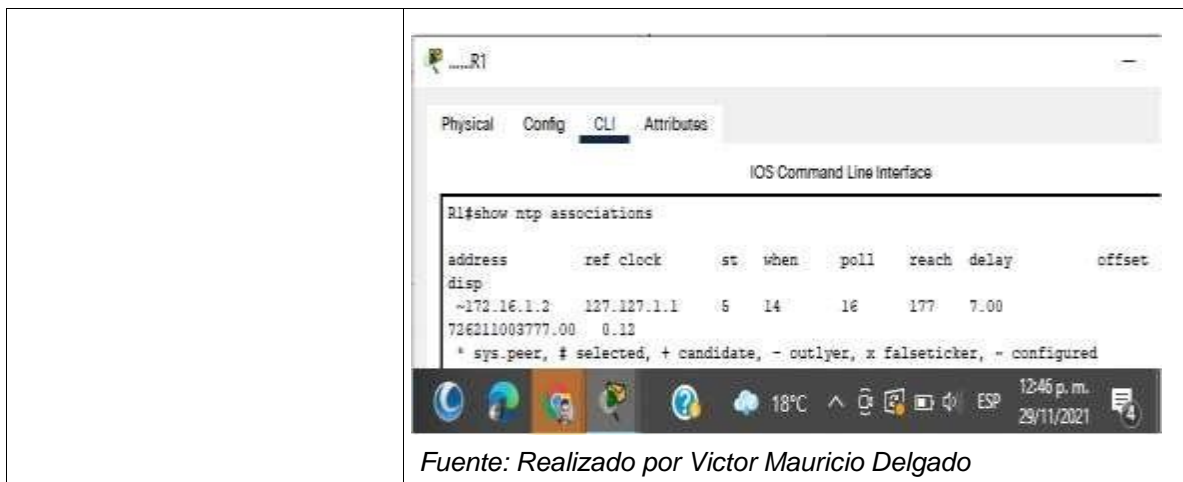 ......R1
Physical Config CLI Attributes
IOS Command Line Interface
R1#show ntp associations
address ref clock st when poll reach delay offset
disp
~172.16.1.2 127.127.1.1 5 14 16 177 7.00
726211003777.00 0.12
* sys.peer, # selected, + candidate, - outlyer, x falseticker, ~ configured
18°C ESP 12:46 p. m.
29/11/2021
4
Fuente: Realizado por Victor Mauricio Delgado